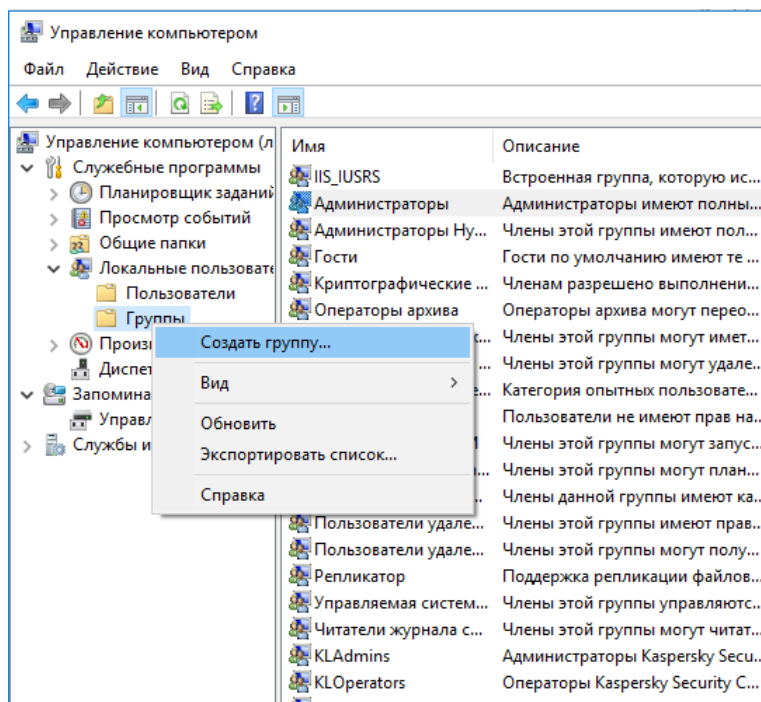 Управление компьютером
Файл Действие Вид Справка
Управление компьютером (л
Служебные программы
Планировщик заданий
Просмотр событий
Общие папки
Локальные пользовате
Пользователи
Группы
Произ
Диспет
Запомина
Управл
Службы и
Создать группу...
Вид
Обновить
Экспортировать список...
Справка
Имя Описание
IIS_IUSRS Встроенная группа, которую ис...
Администраторы Администраторы имеют полны...
Администраторы Hy... Члены этой группы имеют пол...
Гости Гости по умолчанию имеют те ...
Криптографические ... Членам разрешено выполнени...
Операторы архива Операторы архива могут перео...
Члены этой группы могут имет...
Члены этой группы могут удале...
Категория опытных пользовате...
Пользователи не имеют прав на...
Члены этой группы могут запус...
Члены этой группы могут план...
Члены данной группы имеют ка...
Пользователи удале... Члены этой группы имеют прав...
Пользователи удале... Члены этой группы могут полу...
Репликатор Поддержка репликации файлов...
Управляемая систем... Члены этой группы управляютс...
Читатели журнала с... Члены этой группы могут читат...
KLAdmins Администраторы Kaspersky Secu...
KLOperators Операторы Kaspersky Security C...